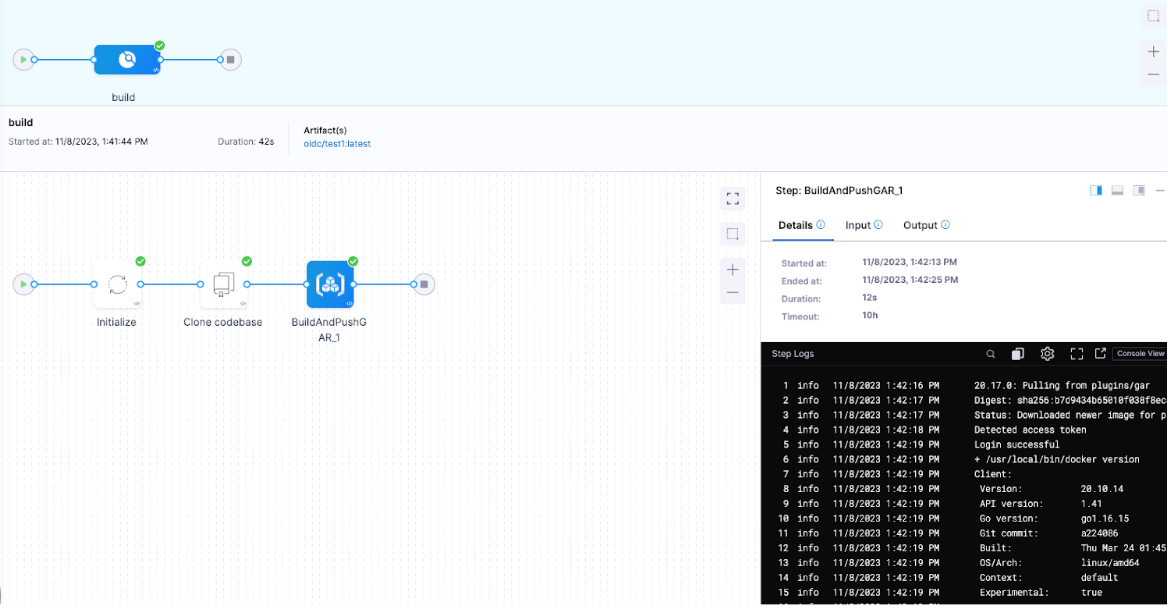 build
build
Started at: 11/8/2023, 1:41:44 PM
Duration: 42s
Artifact(s)
oidc/test1:latest
Initialize
Clone codebase
BuildAndPushG
AR_1
Step: BuildAndPushGAR_1
Details
Input
Output
Started at: 11/8/2023, 1:42:13 PM
Ended at: 11/8/2023, 1:42:25 PM
Duration: 12s
Timeout: 10h
Step Logs
Console View
1 info 11/8/2023 1:42:16 PM 20.17.0: Pulling from plugins/gar
2 info 11/8/2023 1:42:17 PM Digest: sha256:b7d9434b65010f038f8ec
3 info 11/8/2023 1:42:17 PM Status: Downloaded newer image for p
4 info 11/8/2023 1:42:18 PM Detected access token
5 info 11/8/2023 1:42:19 PM Login successful
6 info 11/8/2023 1:42:19 PM + /usr/local/bin/docker version
7 info 11/8/2023 1:42:19 PM Client:
8 info 11/8/2023 1:42:19 PM Version: 20.10.14
9 info 11/8/2023 1:42:19 PM API version: 1.41
10 info 11/8/2023 1:42:19 PM Go version: go1.16.15
11 info 11/8/2023 1:42:19 PM Git commit: a224086
12 info 11/8/2023 1:42:19 PM Built: Thu Mar 24 01:45
13 info 11/8/2023 1:42:19 PM OS/Arch: linux/amd64
14 info 11/8/2023 1:42:19 PM Context: default
15 info 11/8/2023 1:42:19 PM Experimental: true